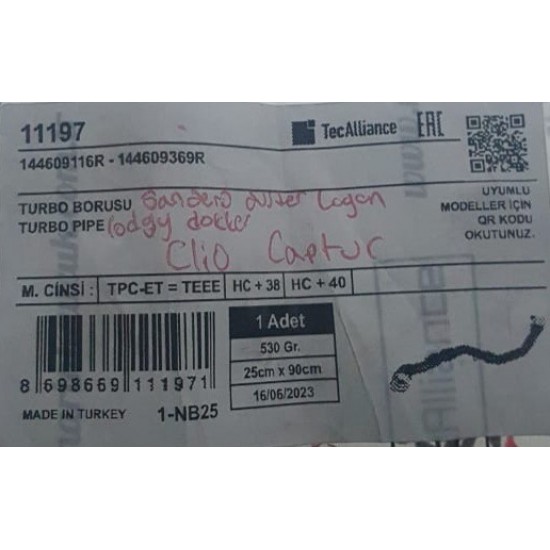 11197
TecAlliance
EAC
144609116R - 144609369R
TURBO BORUSU Sandero duster Logan
TURBO PIPE lodgy dokker
Clio Captur
UYUMLU
MODELLER İÇİN
QR KODU
OKUTUNUZ.
M. CİNSİ : TPC-ET = TEEE HC + 38 HC + 40
1 Adet
530 Gr.
25cm x 90cm
16/06/2023
8 698669 111971
MADE IN TURKEY 1-NB25
Alliance